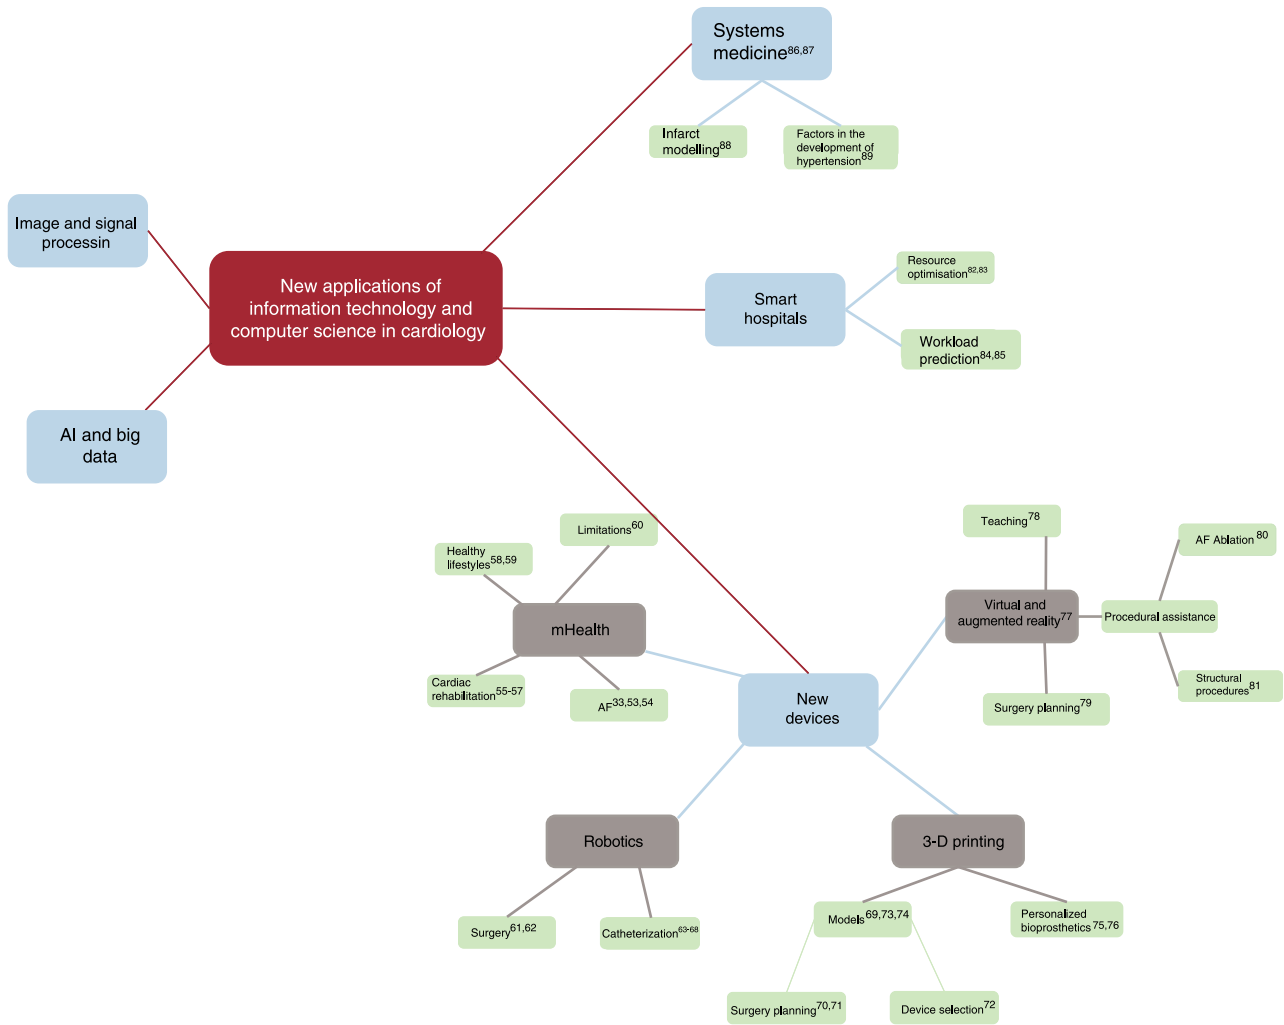 Systems
medicine86,87
Infarct
modelling88
Factors in the
development of
hypertension89
Image and signal
processin
New applications of
information technology and
computer science in cardiology
Smart
hospitals
Resource
optimisation82,83
Workload
prediction84,85
AI and big
data
Limitations60
Healthy
lifestyles58,59
mHealth
Cardiac
rehabilitation55-57
AF33,53,54
Teaching78
AF Ablation 80
Virtual and
augmented reality77
Procedural assistance
Structural
procedures81
Surgery planning79
New
devices
Robotics
3-D printing
Surgery61,62
Catheterization63-68
Models69,73,74
Personalized
bioprosthetics75,76
Surgery planning70,71
Device selection72